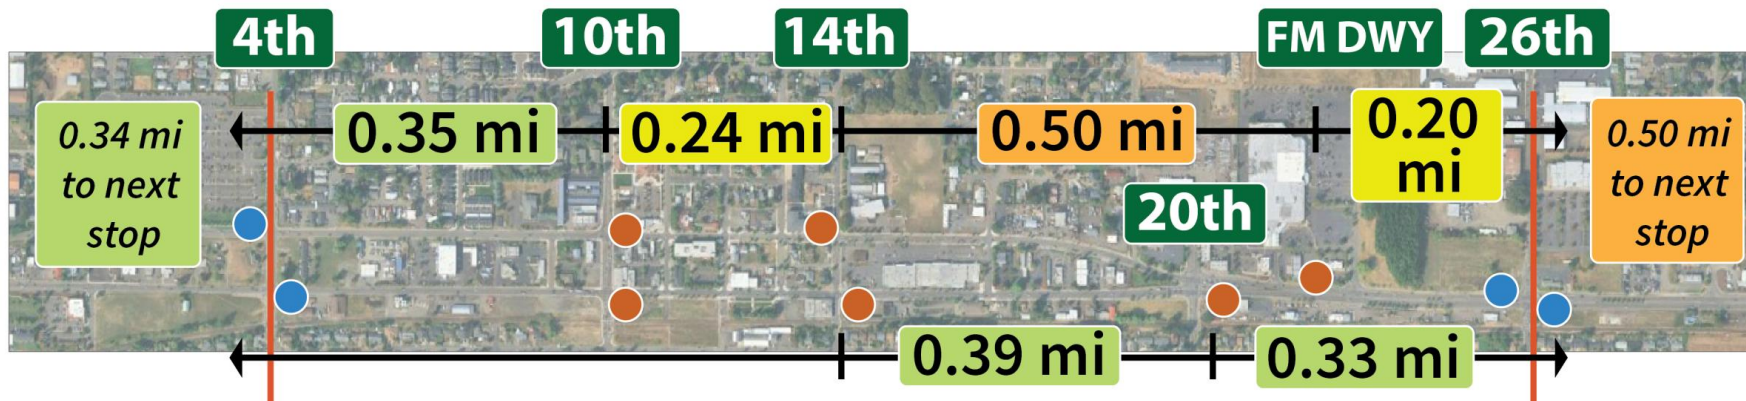 4th
10th
14th
FM DWY
26th
0.34 mi
to next
stop
0.35 mi
0.24 mi
0.50 mi
0.20
mi
0.50 mi
to next
stop
20th
0.39 mi
0.33 mi